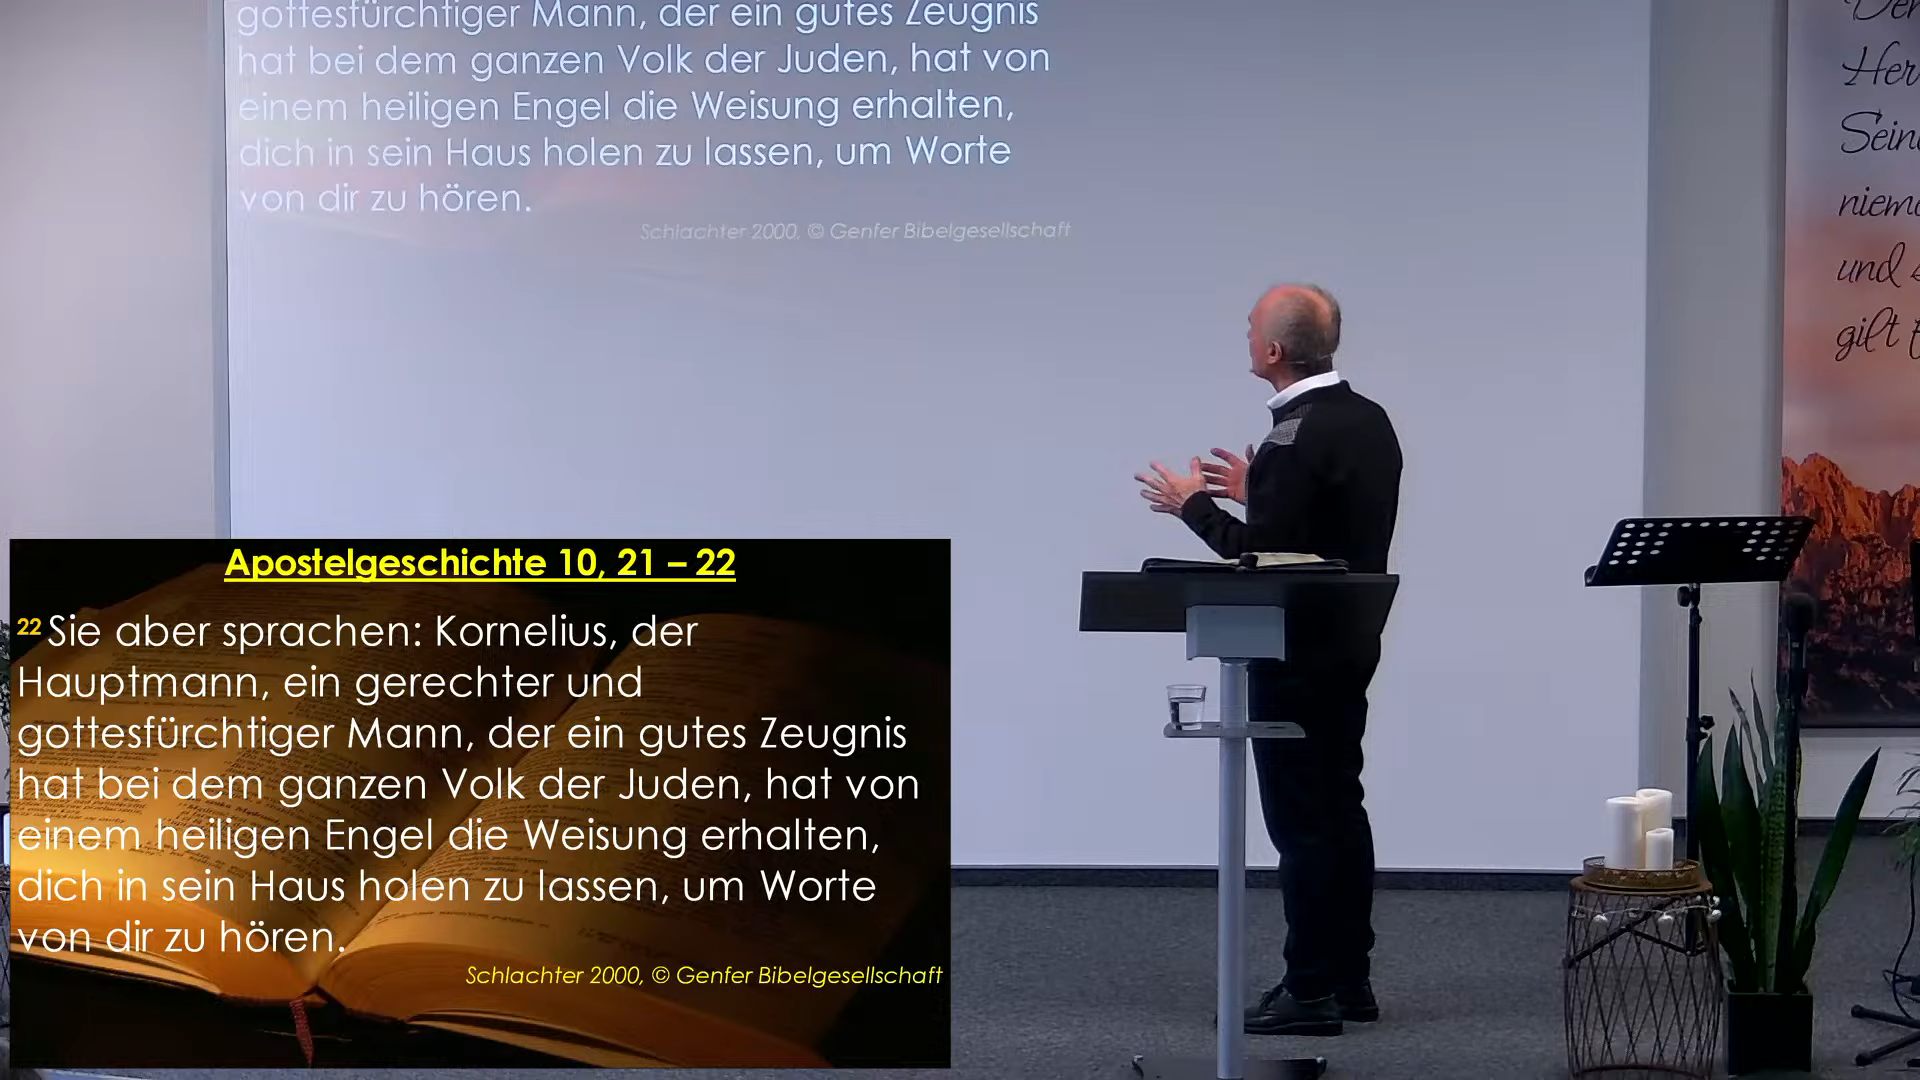 gottesfürchtiger Mann, der ein gutes Zeugnis
hat bei dem ganzen Volk der Juden, hat von
einem heiligen Engel die Weisung erhalten,
dich in sein Haus holen zu lassen, um Worte
von dir zu hören.
Schlachter 2000, © Genfer Bibelgesellschaft
Apostelgeschichte 10, 21 – 22
22 Sie aber sprachen: Kornelius, der
Hauptmann, ein gerechter und
gottesfürchtiger Mann, der ein gutes Zeugnis
hat bei dem ganzen Volk der Juden, hat von
einem heiligen Engel die Weisung erhalten,
dich in sein Haus holen zu lassen, um Worte
von dir zu hören.
Schlachter 2000, © Genfer Bibelgesellschaft
und
gilt